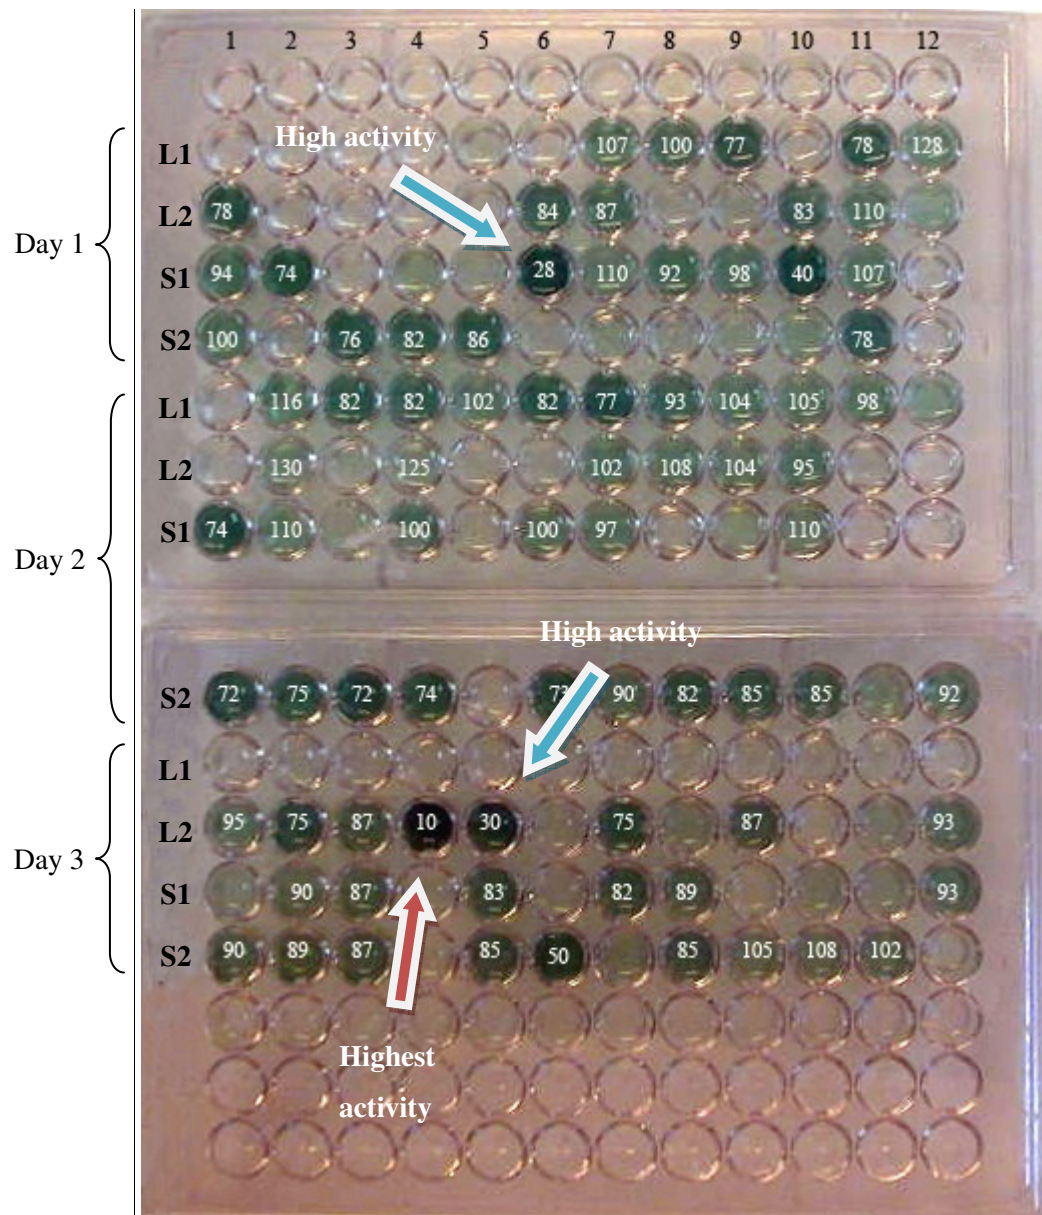 1 2 3 4 5 6 7 8 9 10 11 12
High activity
Day 1
L1 107 100 77 78 128
L2 78 84 87 83 110
S1 94 74 28 110 92 98 40 107
S2 100 76 82 86 78
Day 2
L1 116 82 82 102 82 77 93 104 105 98
L2 130 125 102 108 104 95
S1 74 110 100 100 97 110
High activity
S2 72 75 72 74 73 90 82 85 85 92
Day 3
L1
L2 95 75 87 10 30 75 87 93
S1 90 87 83 82 89 93
S2 90 89 87 85 50 85 105 108 102
Highest
activity